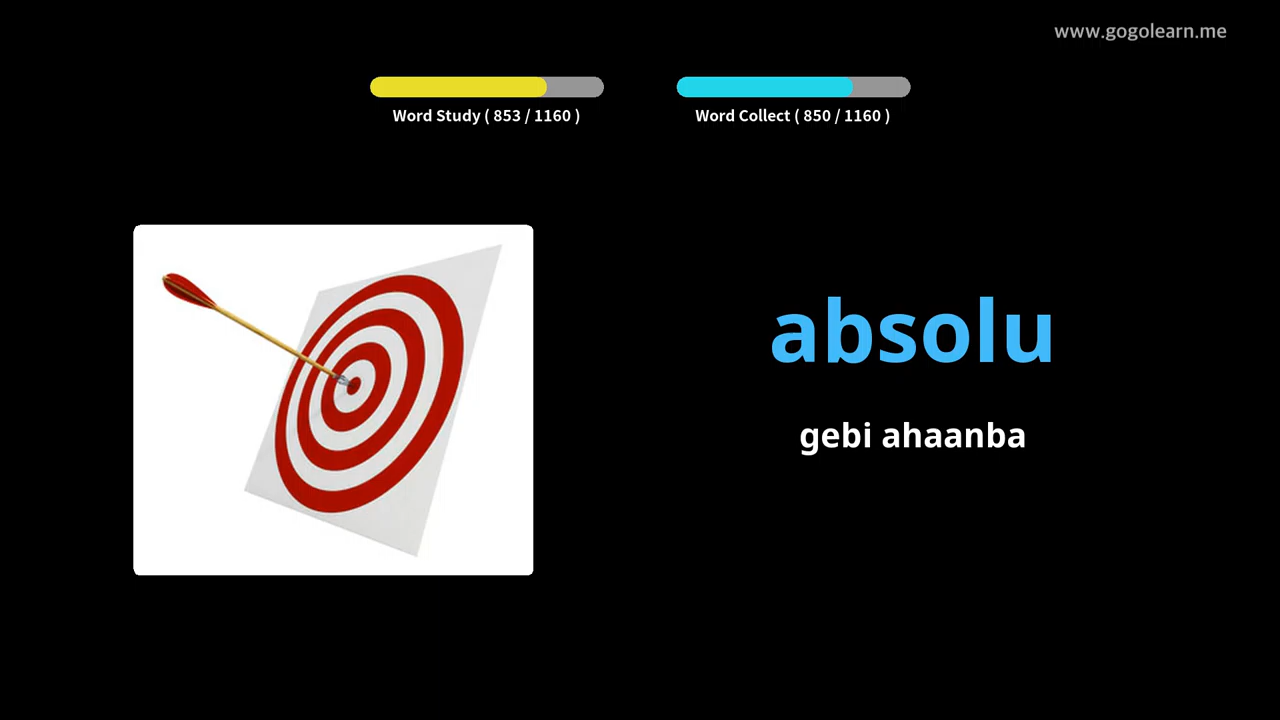 www.gogolearn.me
Word Study ( 853 / 1160 )
Word Collect ( 850 / 1160 )
absolu
gebi ahaanba